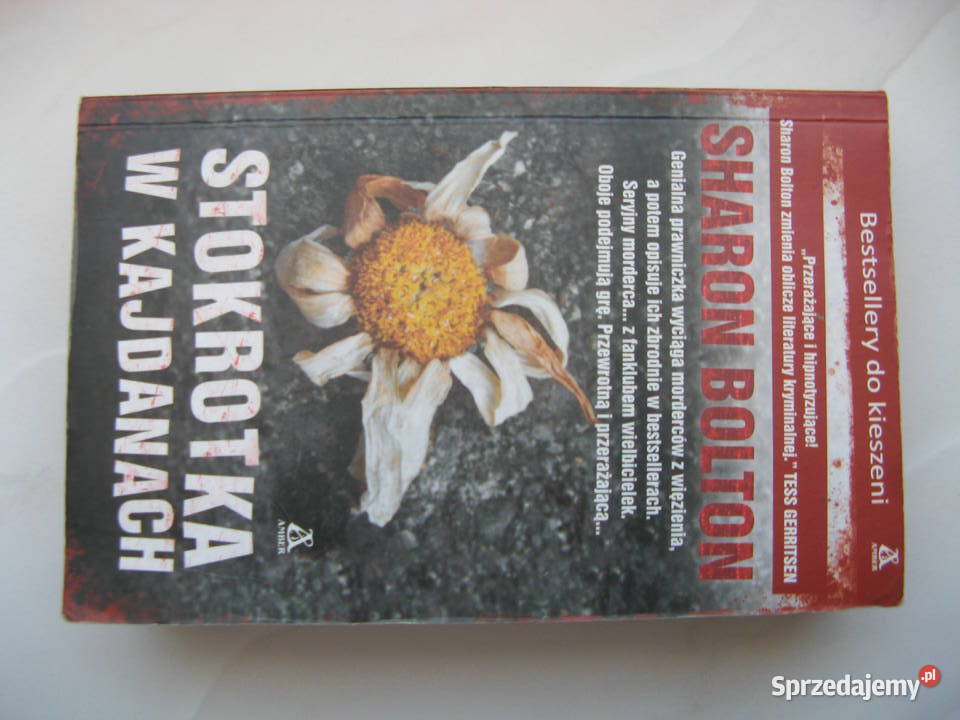 Bestsellery do kieszeni
AMBER
„Przerażające i hipnotyzujące!
Sharon Bolton zmienia oblicze literatury kryminalnej." TESS GERRITSEN
SHARON BOLTON
Genialna prawniczka wyciąga morderców z więzienia,
a potem opisuje ich zbrodnie w bestsellerach.
Seryjny morderca... z fanklubem wielbicielek.
Oboje podejmują grę. Przewrotną i przerażającą...
AMBER
STOKROTKA
W KAJDANACH
Sprzedajemy.pl